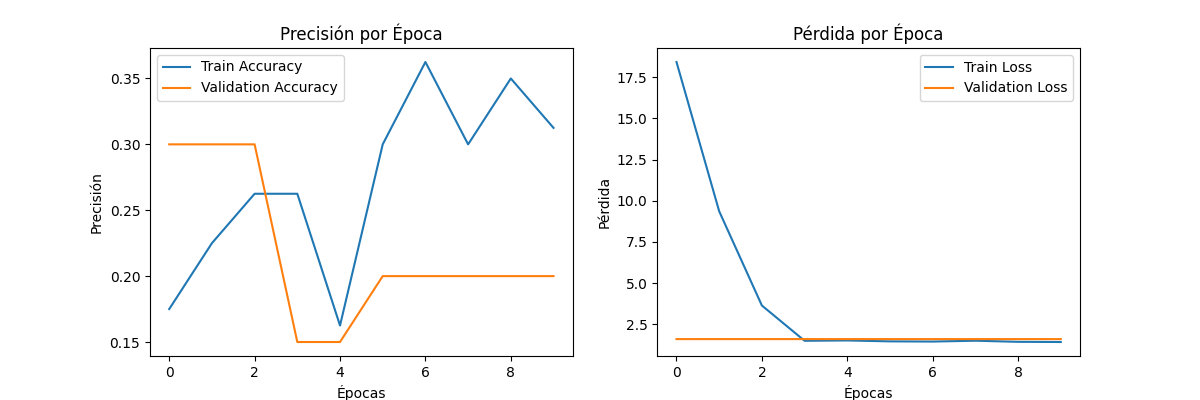 Precisión por Época
Train Accuracy
Validation Accuracy
0.35
0.30
0.25
0.20
0.15
Precisión
0 2 4 6 8
Épocas
Pérdida por Época
Train Loss
Validation Loss
17.5
15.0
12.5
10.0
7.5
5.0
2.5
Pérdida
0 2 4 6 8
Épocas